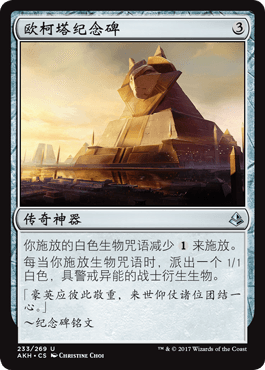 欧柯塔纪念碑 3
传奇神器
你施放的白色生物咒语减少 1 来施放。
每当你施放生物咒语时，派出一个 1/1
白色，具警戒异能的战士衍生生物。
「豪英应彼此敬重，来世仰仗诸位团结一
心。」
～纪念碑铭文
233/269 U
AKH • CS CHRISTINE CHOI
™ & © 2017 Wizards of the Coast